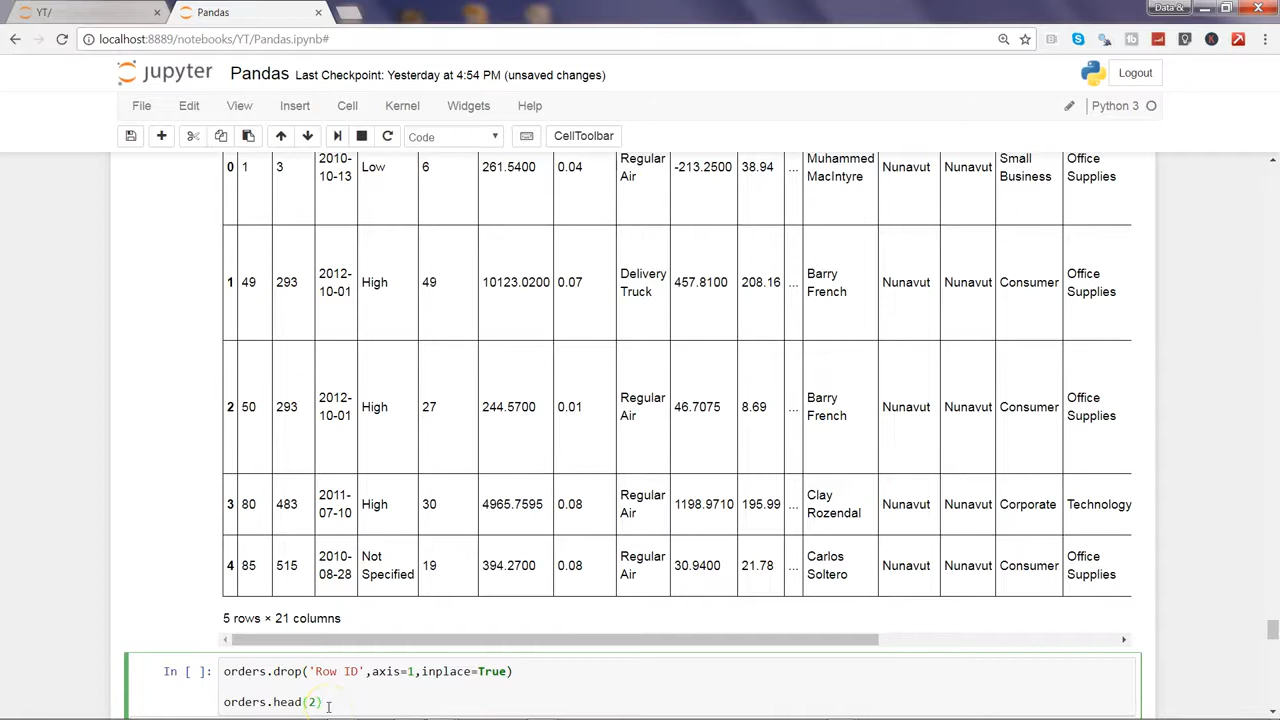 YT/
Pandas
Data &
localhost:8889/notebooks/YT/Pandas.ipynb#
jupyter Pandas Last Checkpoint: Yesterday at 4:54 PM (unsaved changes) Logout
File Edit View Insert Cell Kernel Widgets Help Python 3
Code CellToolbar
0 1 3 2010-10-13 Low 6 261.5400 0.04 Regular Air -213.2500 38.94 ... Muhammed MacIntyre Nunavut Nunavut Small Business Office Supplies
1 49 293 2012-10-01 High 49 10123.0200 0.07 Delivery Truck 457.8100 208.16 ... Barry French Nunavut Nunavut Consumer Office Supplies
2 50 293 2012-10-01 High 27 244.5700 0.01 Regular Air 46.7075 8.69 ... Barry French Nunavut Nunavut Consumer Office Supplies
3 80 483 2011-07-10 High 30 4965.7595 0.08 Regular Air 1198.9710 195.99 ... Clay Rozendal Nunavut Nunavut Corporate Technology
4 85 515 2010-08-28 Not Specified 19 394.2700 0.08 Regular Air 30.9400 21.78 ... Carlos Soltero Nunavut Nunavut Consumer Office Supplies
5 rows × 21 columns
In [ ]: orders.drop('Row ID',axis=1,inplace=True)
orders.head(2)